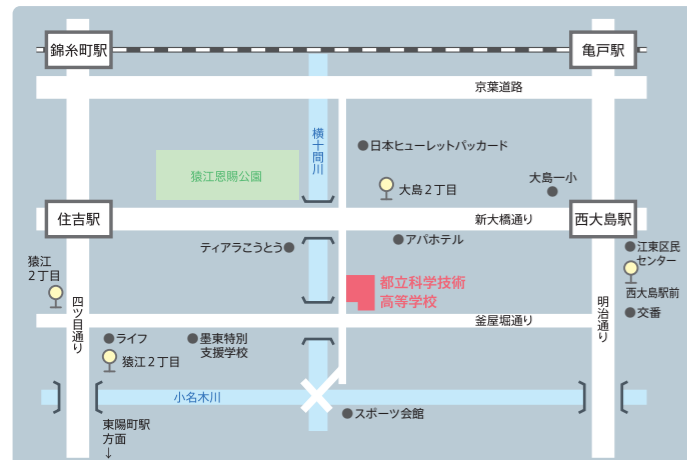 錦糸町駅
亀戸駅
京葉道路
横十間川
日本ヒューレットパッカード
猿江恩賜公園
大島一小
大島2丁目
住吉駅
新大橋通り
西大島駅
ティアラこうとう
アパホテル
江東区民
センター
猿江
2丁目
都立科学技術
高等学校
西大島駅前
四ツ目通り
明治通り
交番
釜屋堀通り
ライフ
墨東特別
支援学校
猿江2丁目
小名木川
スポーツ会館
東陽町駅
方面
↓